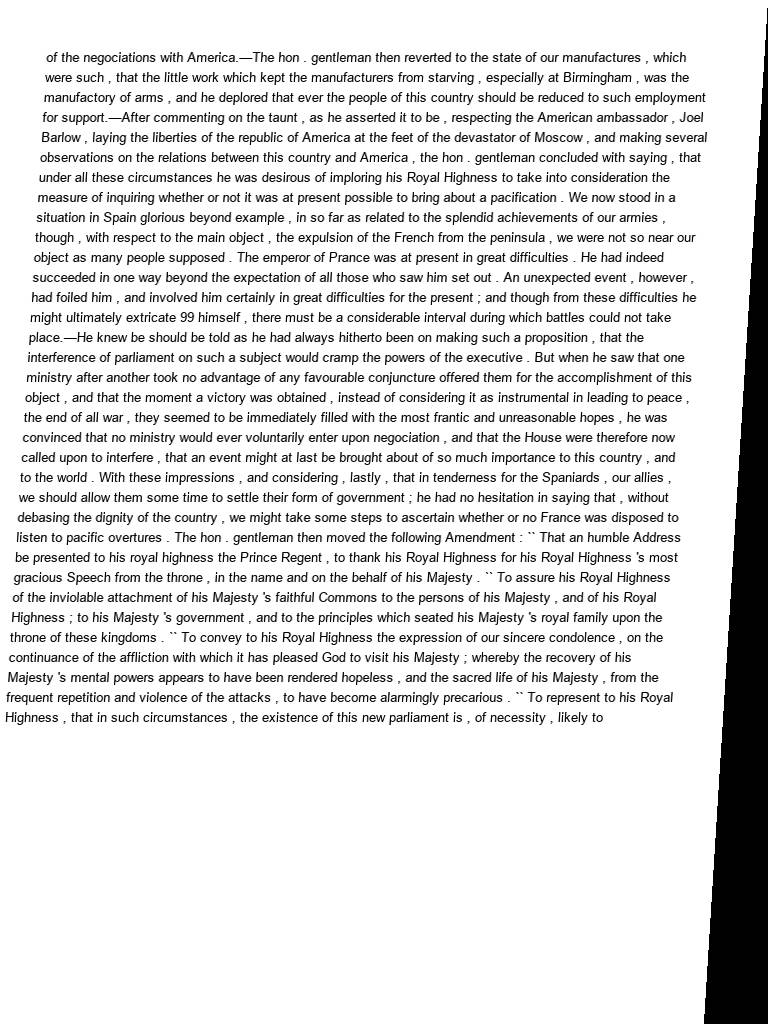 of the negociations with America.—The hon . gentleman then reverted to the state of our manufactures , which
were such , that the little work which kept the manufacturers from starving , especially at Birmingham , was the
manufactory of arms , and he deplored that ever the people of this country should be reduced to such employment
for support.—After commenting on the taunt , as he asserted it to be , respecting the American ambassador , Joel
Barlow , laying the liberties of the republic of America at the feet of the devastator of Moscow , and making several
observations on the relations between this country and America , the hon . gentleman concluded with saying , that
under all these circumstances he was desirous of imploring his Royal Highness to take into consideration the
measure of inquiring whether or not it was at present possible to bring about a pacification . We now stood in a
situation in Spain glorious beyond example , in so far as related to the splendid achievements of our armies ,
though , with respect to the main object , the expulsion of the French from the peninsula , we were not so near our
object as many people supposed . The emperor of Prance was at present in great difficulties . He had indeed
succeeded in one way beyond the expectation of all those who saw him set out . An unexpected event , however ,
had foiled him , and involved him certainly in great difficulties for the present ; and though from these difficulties he
might ultimately extricate 99 himself , there must be a considerable interval during which battles could not take
place.—He knew be should be told as he had always hitherto been on making such a proposition , that the
interference of parliament on such a subject would cramp the powers of the executive . But when he saw that one
ministry after another took no advantage of any favourable conjuncture offered them for the accomplishment of this
object , and that the moment a victory was obtained , instead of considering it as instrumental in leading to peace ,
the end of all war , they seemed to be immediately filled with the most frantic and unreasonable hopes , he was
convinced that no ministry would ever voluntarily enter upon negociation , and that the House were therefore now
called upon to interfere , that an event might at last be brought about of so much importance to this country , and
to the world . With these impressions , and considering , lastly , that in tenderness for the Spaniards , our allies ,
we should allow them some time to settle their form of government ; he had no hesitation in saying that , without
debasing the dignity of the country , we might take some steps to ascertain whether or no France was disposed to
listen to pacific overtures . The hon . gentleman then moved the following Amendment : `` That an humble Address
be presented to his royal highness the Prince Regent , to thank his Royal Highness for his Royal Highness 's most
gracious Speech from the throne , in the name and on the behalf of his Majesty . `` To assure his Royal Highness
of the inviolable attachment of his Majesty 's faithful Commons to the persons of his Majesty , and of his Royal
Highness ; to his Majesty 's government , and to the principles which seated his Majesty 's royal family upon the
throne of these kingdoms . `` To convey to his Royal Highness the expression of our sincere condolence , on the
continuance of the affliction with which it has pleased God to visit his Majesty ; whereby the recovery of his
Majesty 's mental powers appears to have been rendered hopeless , and the sacred life of his Majesty , from the
frequent repetition and violence of the attacks , to have become alarmingly precarious . `` To represent to his Royal
Highness , that in such circumstances , the existence of this new parliament is , of necessity , likely to